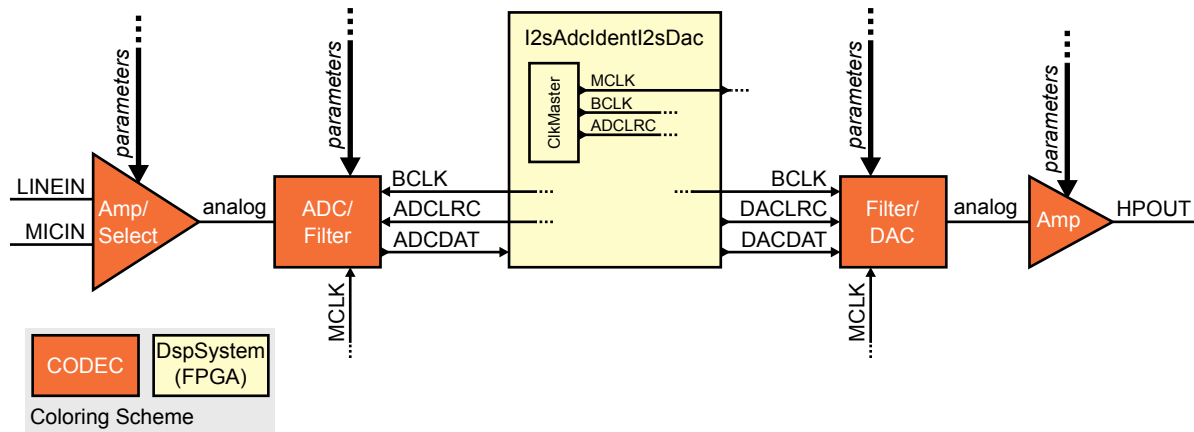 I2sAdcIdentI2sDac
parameters
parameters
parameters
parameters
ClkMaster
MCLK
BCLK
ADCLRC
LINEIN
MICIN
Amp/
Select
analog
ADC/
Filter
BCLK
ADCLRC
ADCDAT
MCLK
BCLK
DACLRC
DACDAT
Filter/
DAC
MCLK
analog
Amp
HPOUT
CODEC
DspSystem
(FPGA)
Coloring Scheme